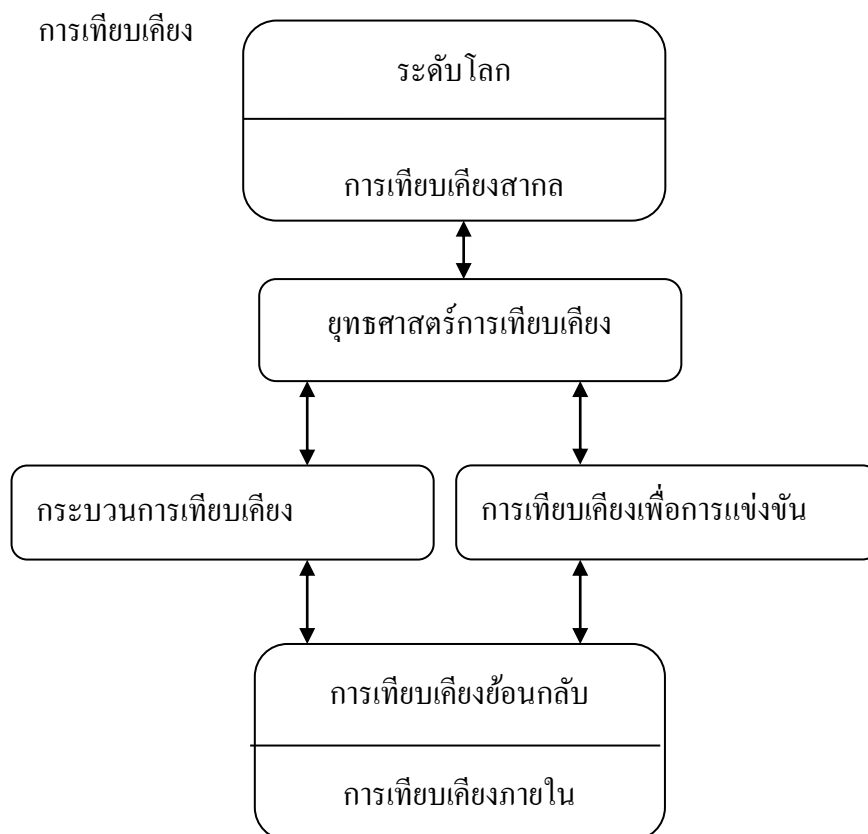 การเทียบเคียง
ระดับโลก
การเทียบเคียงสากล
ยุทธศาสตร์การเทียบเคียง
กระบวนการเทียบเคียง
การเทียบเคียงเพื่อการแข่งขัน
การเทียบเคียงย้อนกลับ
การเทียบเคียงภายใน